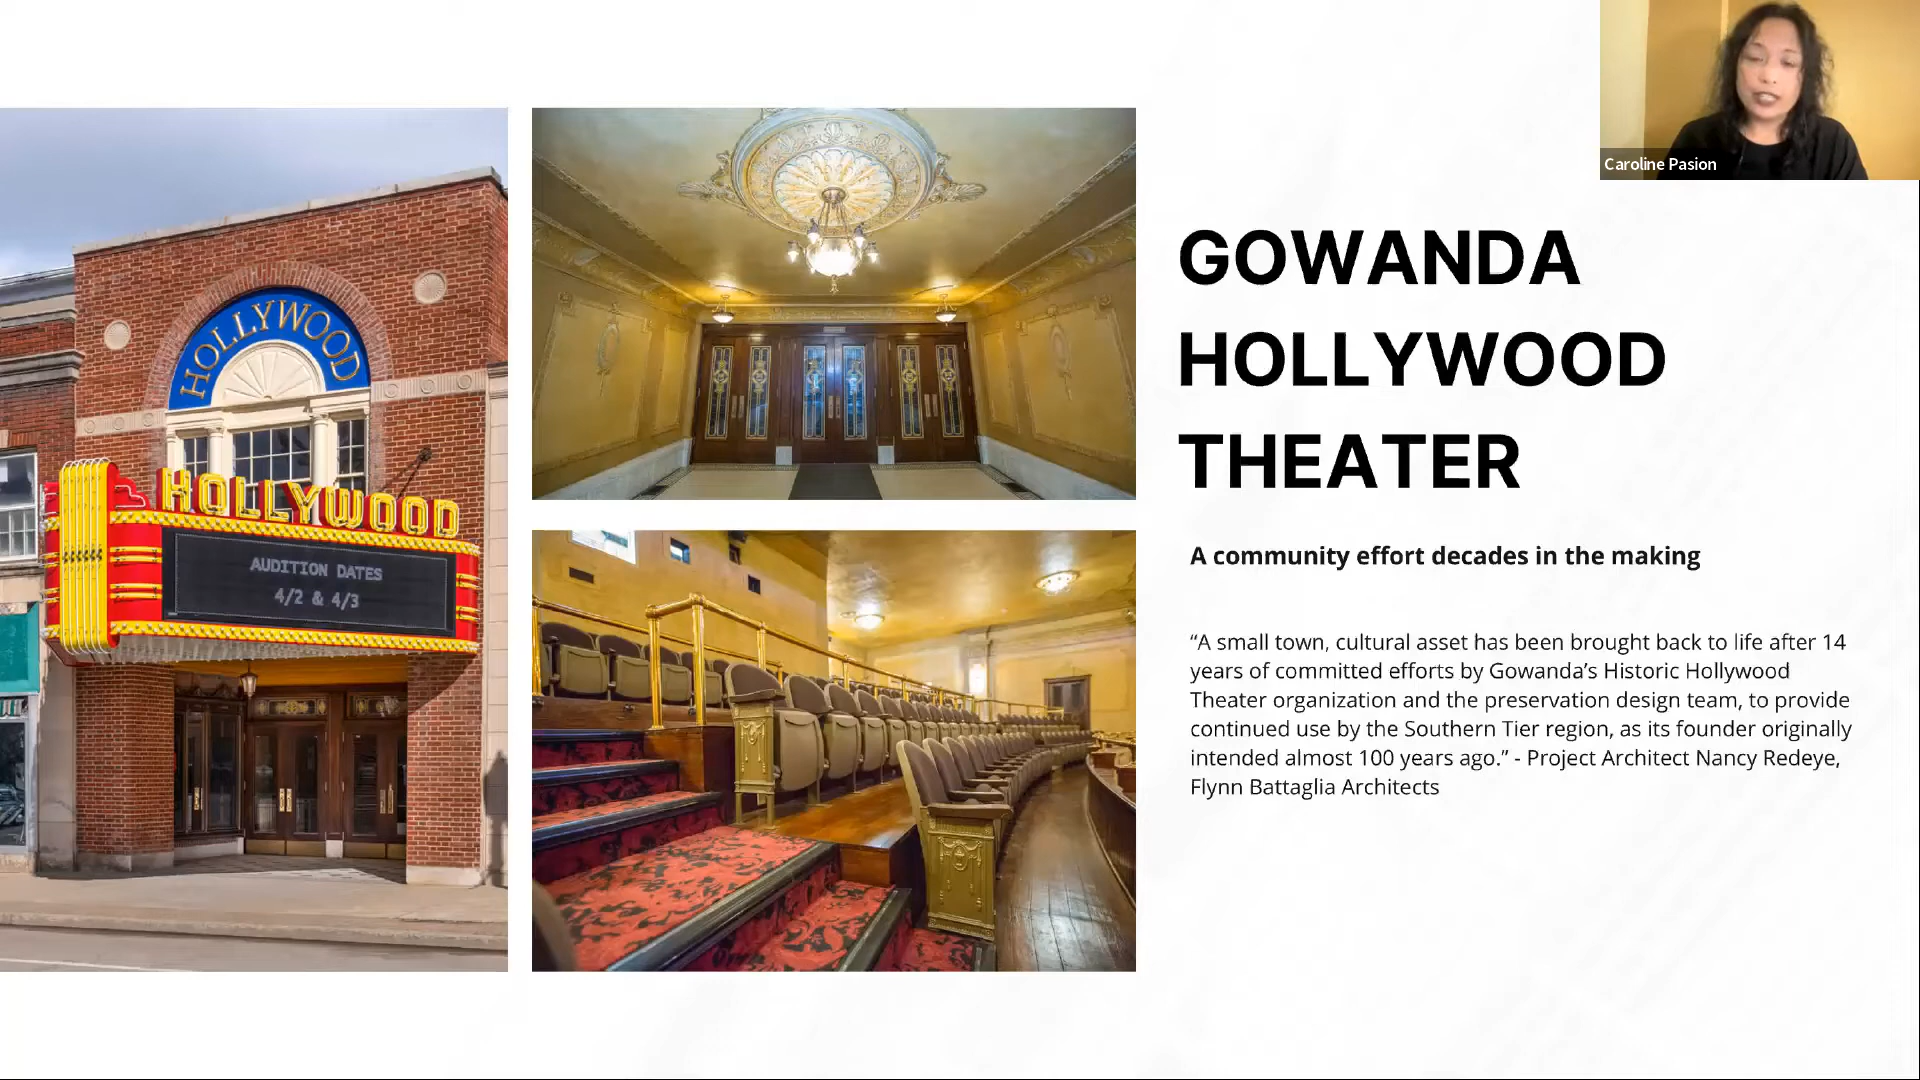 Caroline Pasion
HOLLYWOOD
HOLLYWOOD
AUDITION DATES
4/2 & 4/3
GOWANDA
HOLLYWOOD
THEATER
A community effort decades in the making
“A small town, cultural asset has been brought back to life after 14
years of committed efforts by Gowanda’s Historic Hollywood
Theater organization and the preservation design team, to provide
continued use by the Southern Tier region, as its founder originally
intended almost 100 years ago.” - Project Architect Nancy Redeye,
Flynn Battaglia Architects